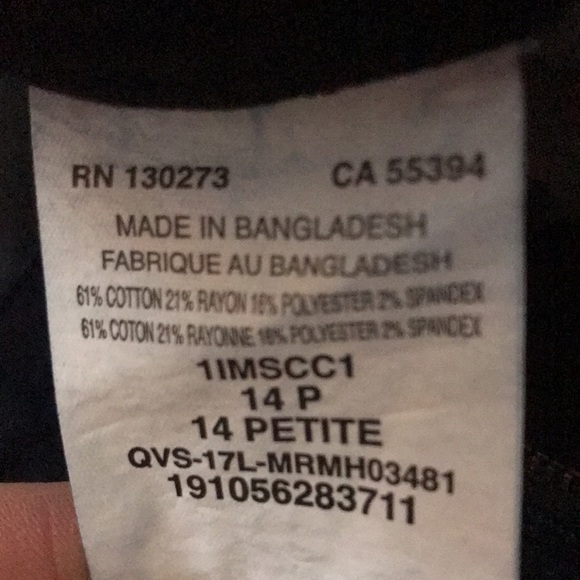 RN 130273 CA 55394
MADE IN BANGLADESH
FABRIQUE AU BANGLADESH
61% COTTON 21% RAYON 16% POLYESTER 2% SPANDEX
61% COTON 21% RAYONNE 16% POLYESTER 2% SPANDEX
1IMSCC1
14 P
14 PETITE
QVS-17L-MRMH03481
191056283711